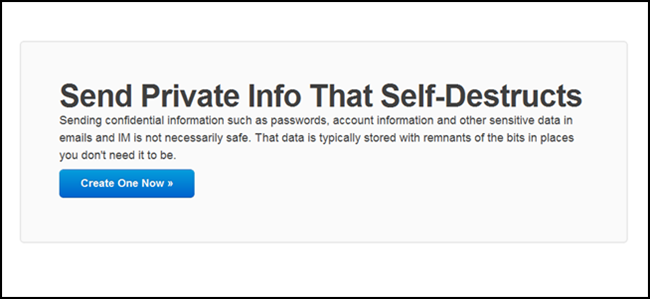 Send Private Info That Self-Destructs
Sending confidential information such as passwords, account information and other sensitive data in
emails and IM is not necessarily safe. That data is typically stored with remnants of the bits in places
you don't need it to be.
Create One Now »